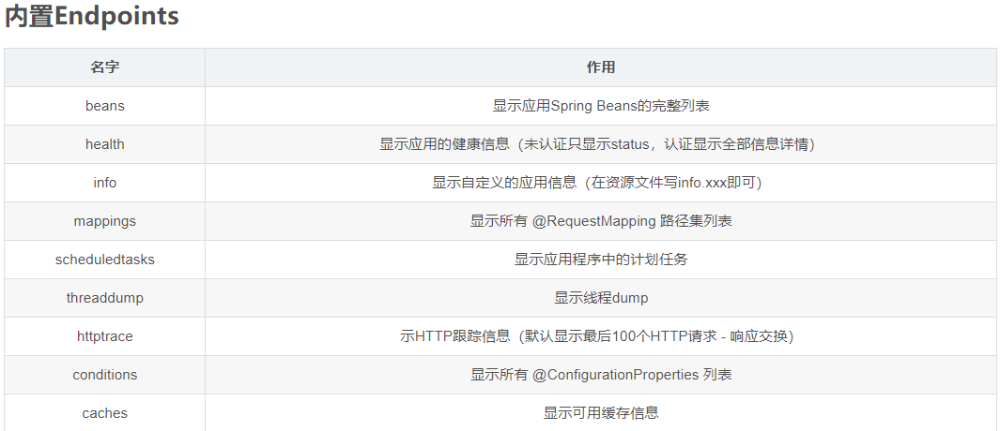 内置Endpoints
名字 作用
beans 显示应用Spring Beans的完整列表
health 显示应用的健康信息（未认证只显示status，认证显示全部信息详情）
info 显示自定义的应用信息（在资源文件写info.xxx即可）
mappings 显示所有 @RequestMapping 路径集列表
scheduledtasks 显示应用程序中的计划任务
threaddump 显示线程dump
httptrace 示HTTP跟踪信息（默认显示最后100个HTTP请求 - 响应交换）
conditions 显示所有 @ConfigurationProperties 列表
caches 显示可用缓存信息